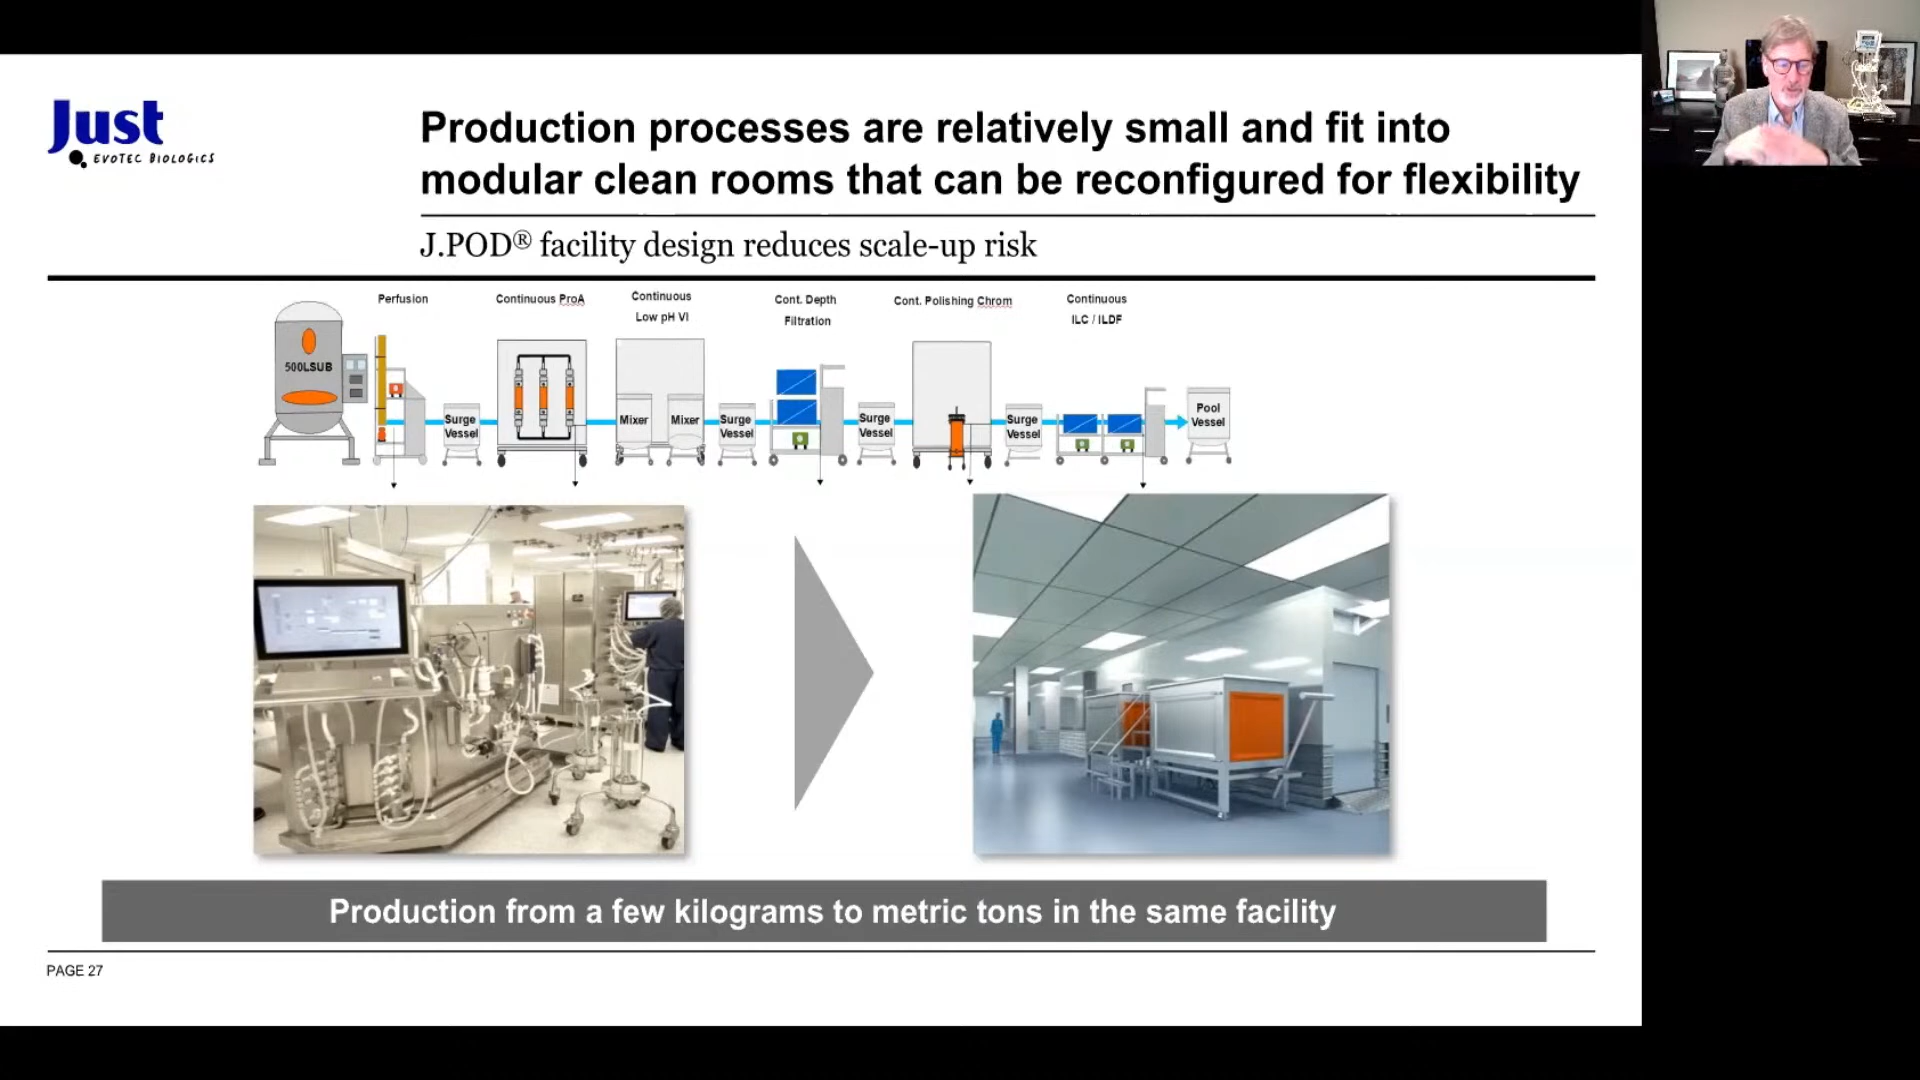 Just
EVOTEC BIOLOGICS
Production processes are relatively small and fit into
modular clean rooms that can be reconfigured for flexibility
J.POD® facility design reduces scale-up risk
Perfusion
Continuous ProA
Continuous
Low pH VI
Cont. Depth
Filtration
Cont. Polishing Chrom
Continuous
ILC / ILDF
500LSUB
Surge
Vessel
Mixer
Mixer
Surge
Vessel
Surge
Vessel
Surge
Vessel
Pool
Vessel
Production from a few kilograms to metric tons in the same facility
PAGE 27